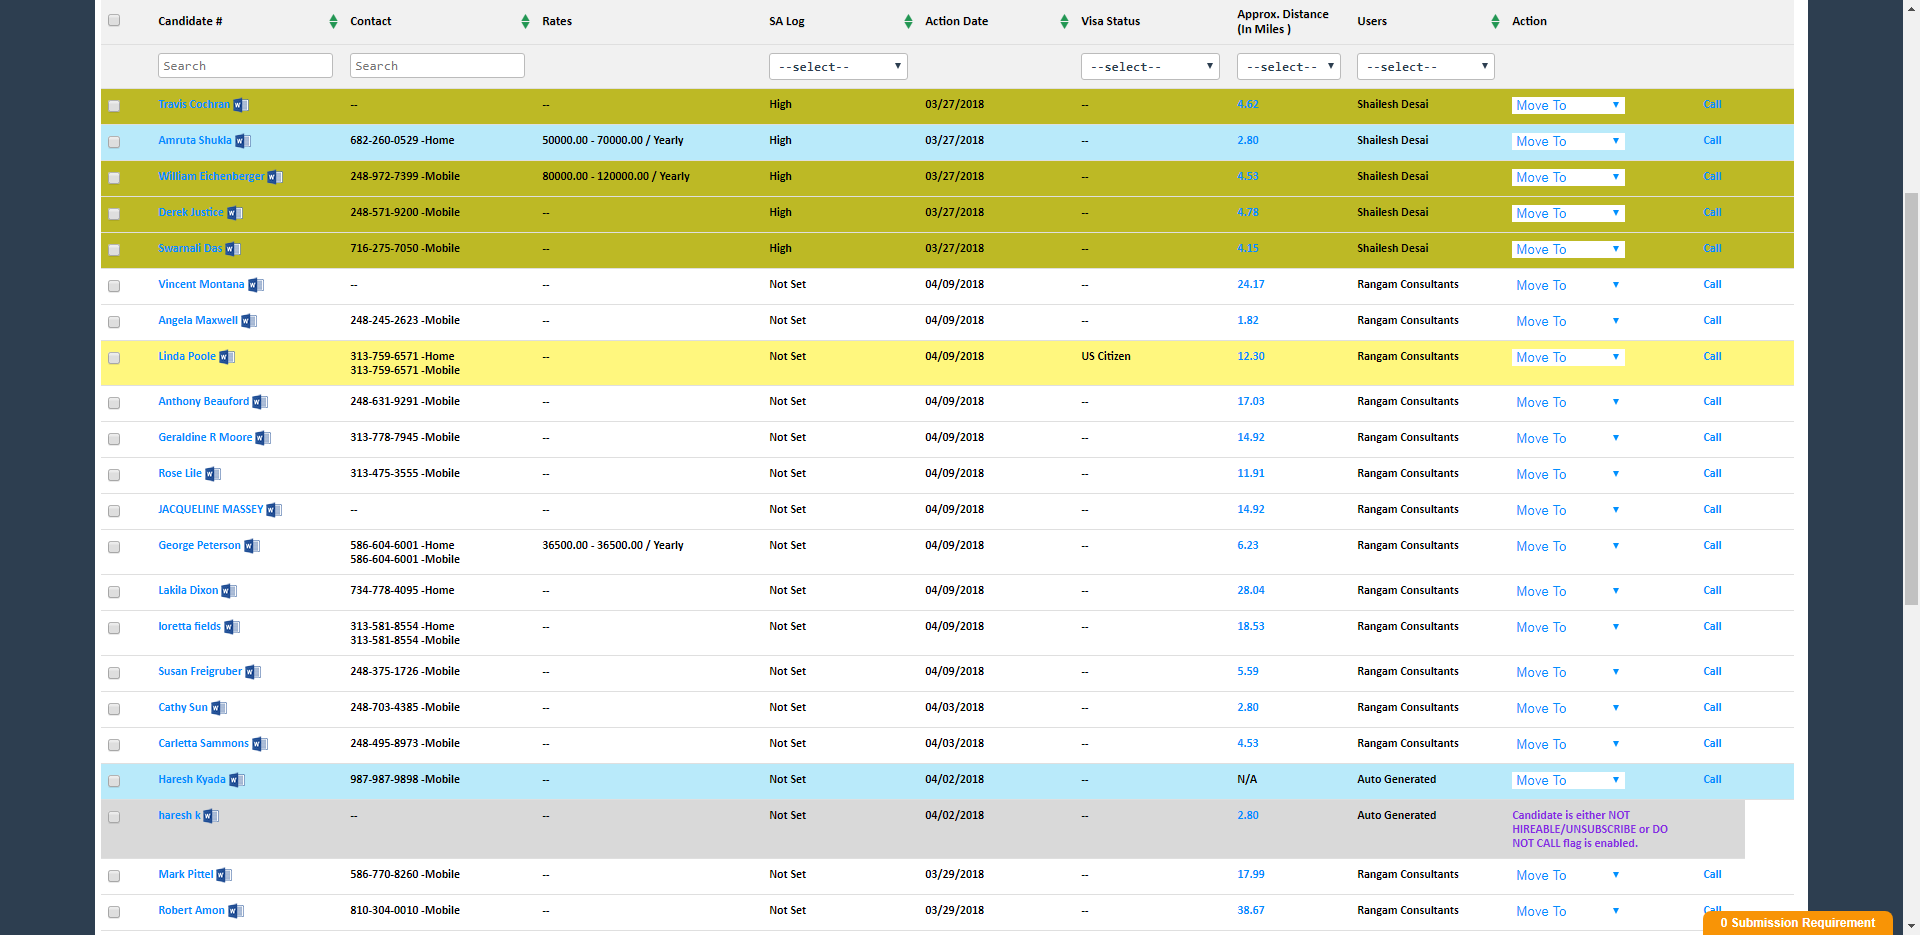 Candidate # Contact Rates SA Log Action Date Visa Status Approx. Distance Users Action
(In Miles )
Search Search --select-- --select-- --select-- --select--
Travis Cochran -- -- High 03/27/2018 -- 4.62 Shailesh Desai Move To Call
Amruta Shukla 682-260-0529 -Home 50000.00 - 70000.00 / Yearly High 03/27/2018 -- 2.80 Shailesh Desai Move To Call
William Eichenberger 248-972-7399 -Mobile 80000.00 - 120000.00 / Yearly High 03/27/2018 -- 4.53 Shailesh Desai Move To Call
Derek Justice 248-571-9200 -Mobile -- High 03/27/2018 -- 4.78 Shailesh Desai Move To Call
Swarnali Das 716-275-7050 -Mobile -- High 03/27/2018 -- 4.15 Shailesh Desai Move To Call
Vincent Montana -- -- Not Set 04/09/2018 -- 24.17 Rangam Consultants Move To Call
Angela Maxwell 248-245-2623 -Mobile -- Not Set 04/09/2018 -- 1.82 Rangam Consultants Move To Call
Linda Poole 313-759-6571 -Home -- Not Set 04/09/2018 US Citizen 12.30 Rangam Consultants Move To Call
313-759-6571 -Mobile
Anthony Beauford 248-631-9291 -Mobile -- Not Set 04/09/2018 -- 17.03 Rangam Consultants Move To Call
Geraldine R Moore 313-778-7945 -Mobile -- Not Set 04/09/2018 -- 14.92 Rangam Consultants Move To Call
Rose Lile 313-475-3555 -Mobile -- Not Set 04/09/2018 -- 11.91 Rangam Consultants Move To Call
JACQUELINE MASSEY -- -- Not Set 04/09/2018 -- 14.92 Rangam Consultants Move To Call
George Peterson 586-604-6001 -Home 36500.00 - 36500.00 / Yearly Not Set 04/09/2018 -- 6.23 Rangam Consultants Move To Call
586-604-6001 -Mobile
Lakila Dixon 734-778-4095 -Home -- Not Set 04/09/2018 -- 28.04 Rangam Consultants Move To Call
loretta fields 313-581-8554 -Home -- Not Set 04/09/2018 -- 18.53 Rangam Consultants Move To Call
313-581-8554 -Mobile
Susan Freigruber 248-375-1726 -Mobile -- Not Set 04/09/2018 -- 5.59 Rangam Consultants Move To Call
Cathy Sun 248-703-4385 -Mobile -- Not Set 04/03/2018 -- 2.80 Rangam Consultants Move To Call
Carletta Sammons 248-495-8973 -Mobile -- Not Set 04/03/2018 -- 4.53 Rangam Consultants Move To Call
Haresh Kyada 987-987-9898 -Mobile -- Not Set 04/02/2018 -- N/A Auto Generated Move To Call
haresh k -- -- Not Set 04/02/2018 -- 2.80 Auto Generated Candidate is either NOT
HIREABLE/UNSUBSCRIBE or DO
NOT CALL flag is enabled.
Mark Pittel 586-770-8260 -Mobile -- Not Set 03/29/2018 -- 17.99 Rangam Consultants Move To Call
Robert Amon 810-304-0010 -Mobile -- Not Set 03/29/2018 -- 38.67 Rangam Consultants Move To Call
0 Submission Requirement